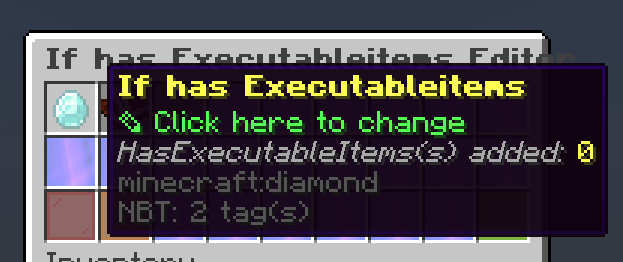 If has Executableitems Editor
If has Executableitems
✎ Click here to change
HasExecutableItems(s) added: 0
minecraft:diamond
NBT: 2 tag(s)
Inventory